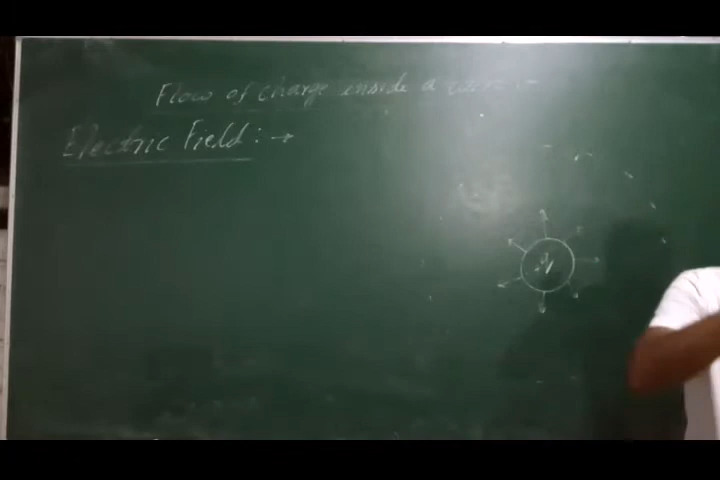 Flow of charge inside a
Electric Field :→
q